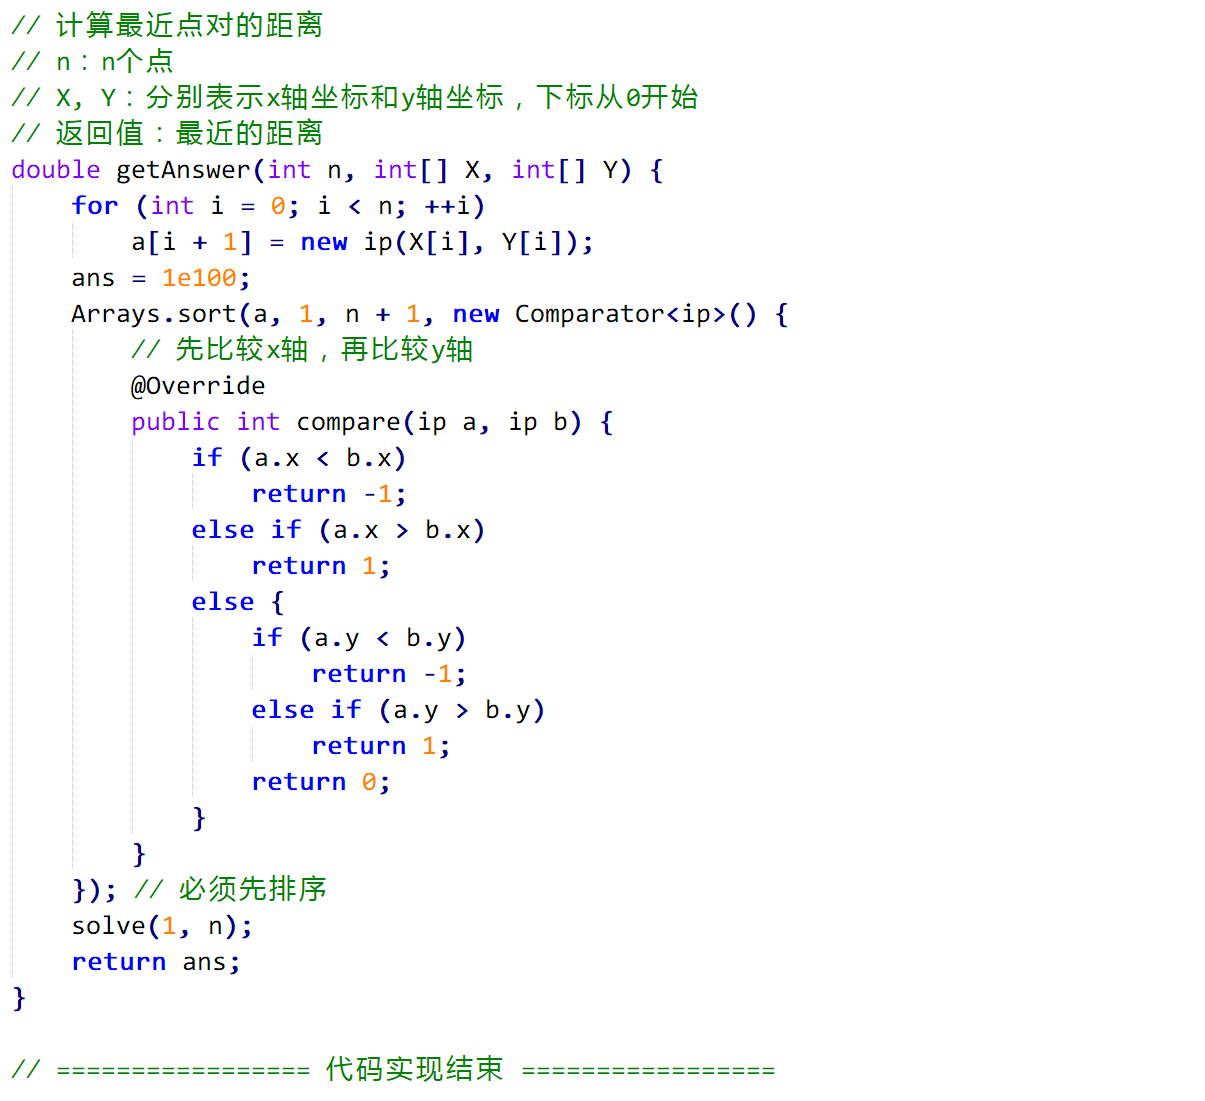 // 计算最近点对的距离
// n：n个点
// X, Y：分别表示x轴坐标和y轴坐标，下标从0开始
// 返回值：最近的距离
double getAnswer(int n, int[] X, int[] Y) {
    for (int i = 0; i < n; ++i)
        a[i + 1] = new ip(X[i], Y[i]);
    ans = 1e100;
    Arrays.sort(a, 1, n + 1, new Comparator<ip>() {
        // 先比较x轴，再比较y轴
        @Override
        public int compare(ip a, ip b) {
            if (a.x < b.x)
                return -1;
            else if (a.x > b.x)
                return 1;
            else {
                if (a.y < b.y)
                    return -1;
                else if (a.y > b.y)
                    return 1;
                return 0;
            }
        }
    }); // 必须先排序
    solve(1, n);
    return ans;
}
// ================= 代码实现结束 =================